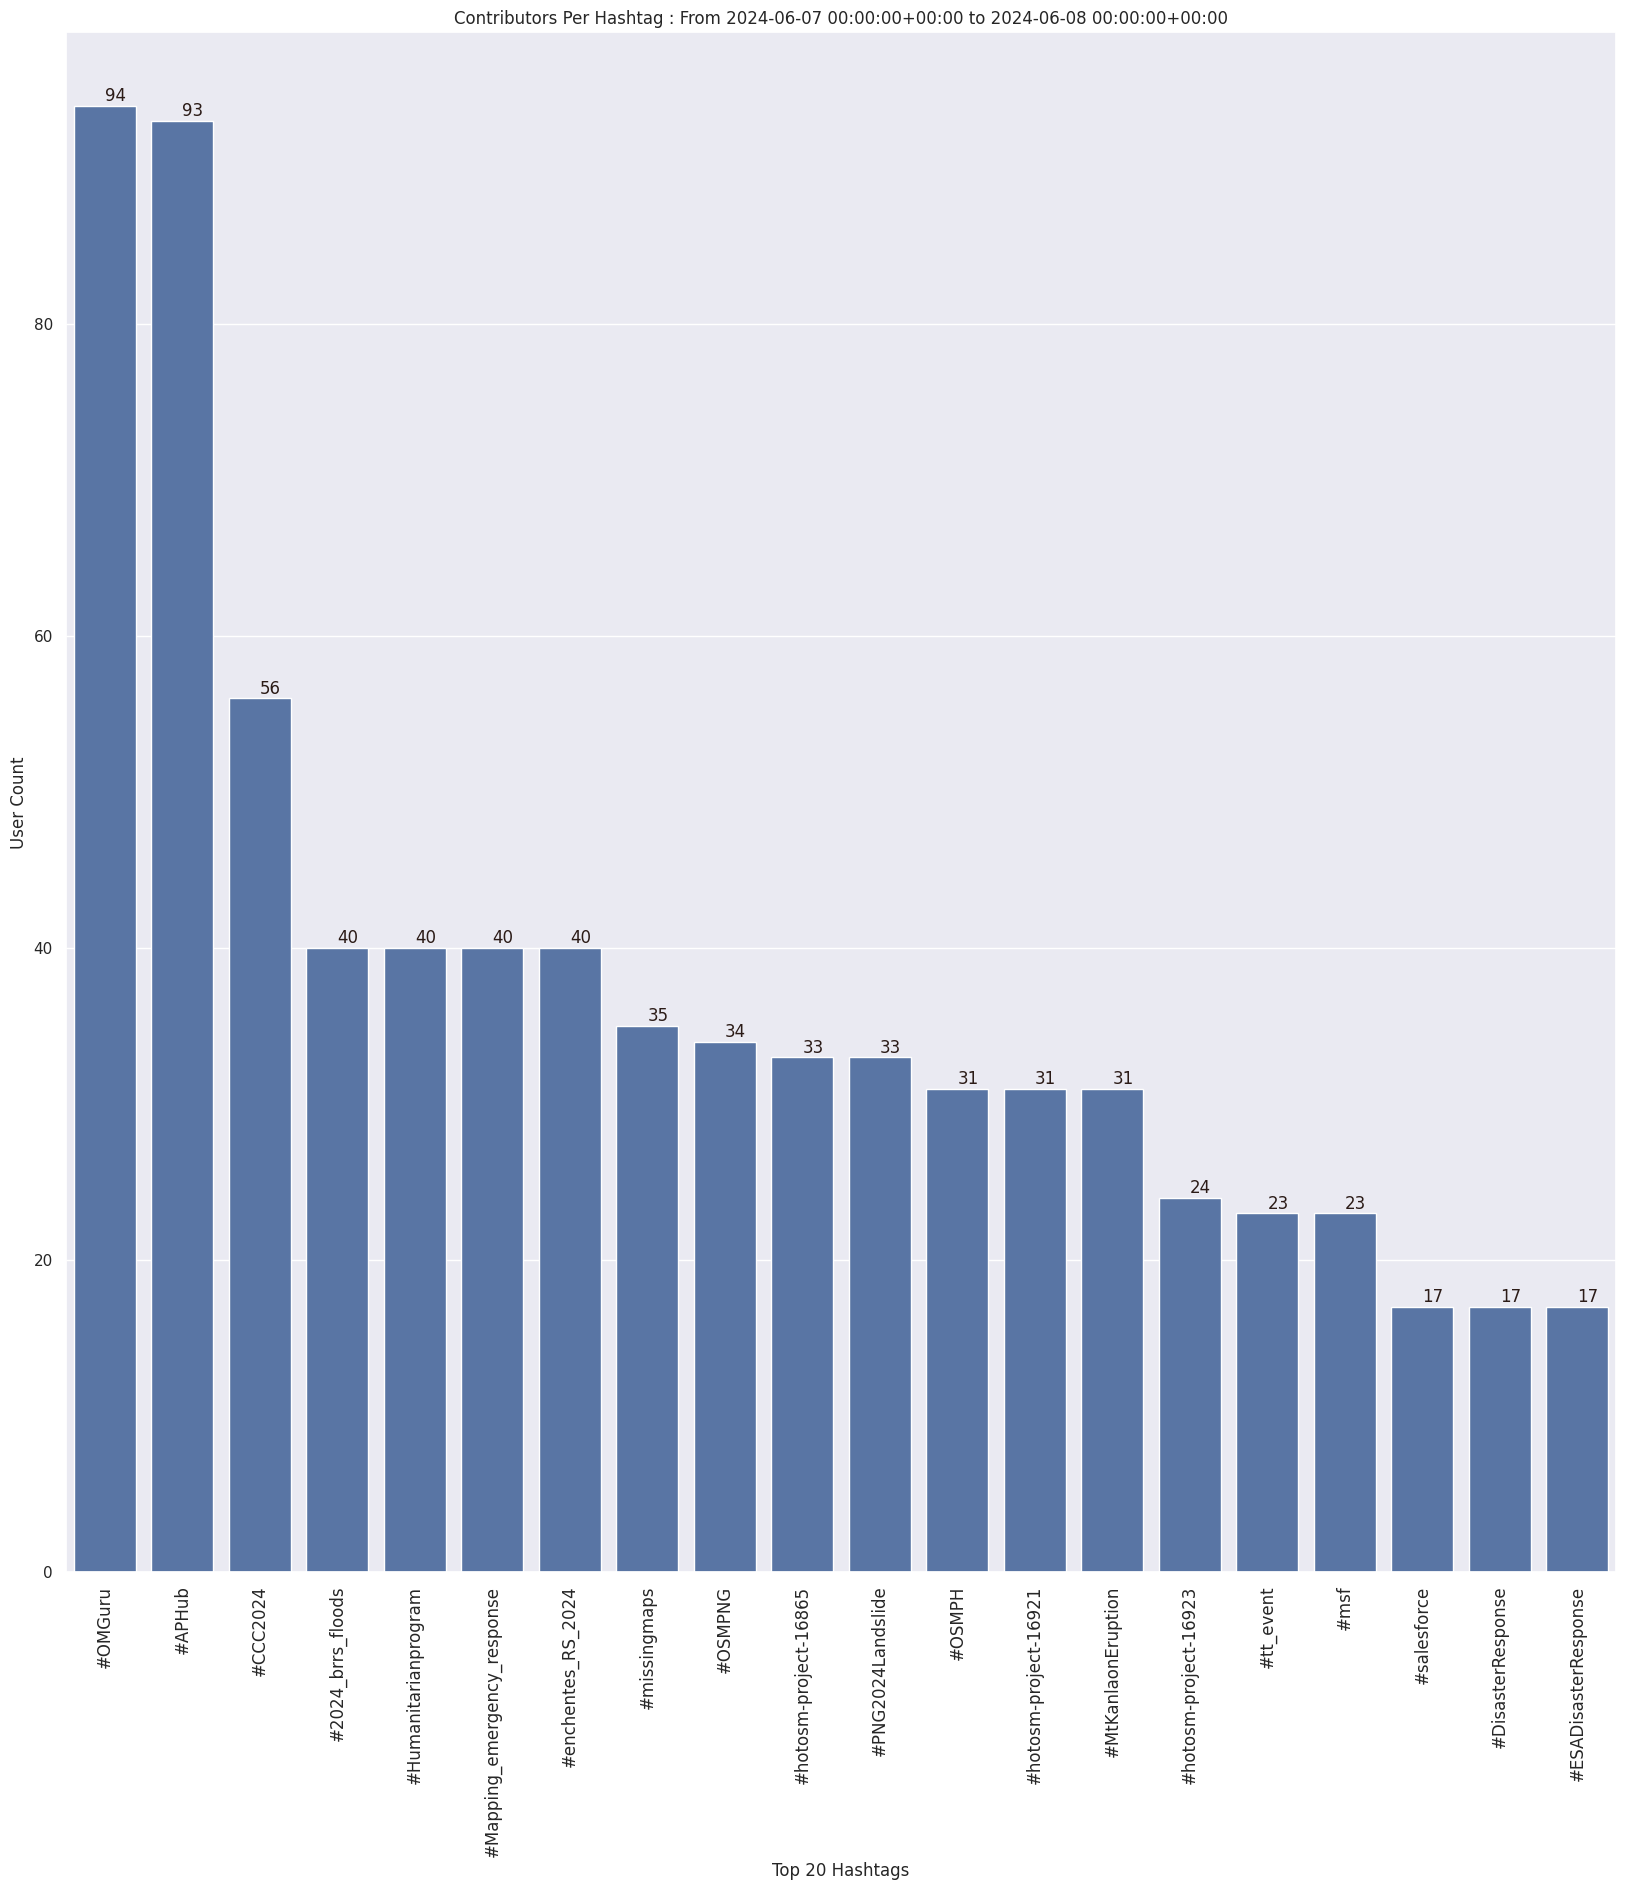 Contributors Per Hashtag : From 2024-06-07 00:00:00+00:00 to 2024-06-08 00:00:00+00:00
User Count
80
60
40
20
0
94
93
56
40
40
40
40
35
34
33
33
31
31
31
24
23
23
17
17
17
#OMGuru
#APHub
#CCC2024
#2024_brrs_floods
#Humanitarianprogram
#Mapping_emergency_response
#enchentes_RS_2024
#missingmaps
#OSMPNG
#hotosm-project-16865
#PNG2024Landslide
#OSMPH
#hotosm-project-16921
#MtKanlaonEruption
#hotosm-project-16923
#tt_event
#msf
#salesforce
#DisasterResponse
#ESADisasterResponse
Top 20 Hashtags